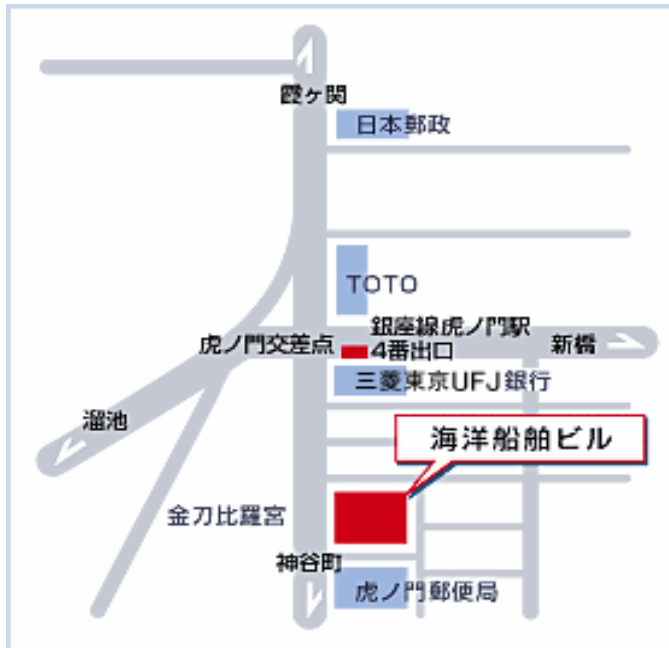 霞ヶ関
日本郵政
TOTO
銀座線虎ノ門駅
4番出口
虎ノ門交差点
新橋
三菱東京UFJ銀行
溜池
海洋船舶ビル
金刀比羅宮
神谷町
虎ノ門郵便局